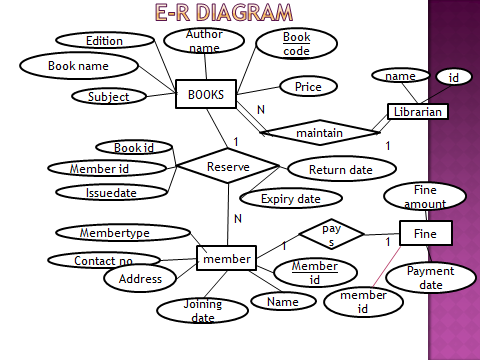 E-R DIAGRAM
Edition
Author
name
Book
code
Book name
Subject
BOOKS
Price
name
id
Librarian
N
maintain
1
1
Book id
Member id
Issuedate
Reserve
Return date
Expiry date
Fine
amount
N
Membertype
Contact no
Address
member
1
pay
s
1
Fine
Member
id
Payment
date
Joining
date
Name
member
id